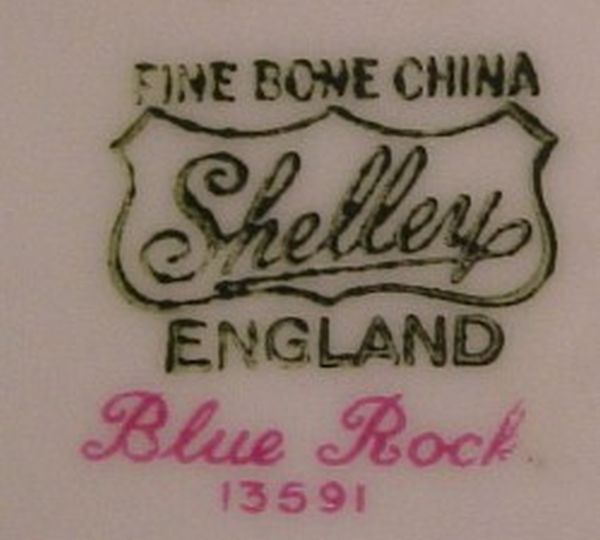 FINE BONE CHINA
Shelley
ENGLAND
Blue Rock
13591